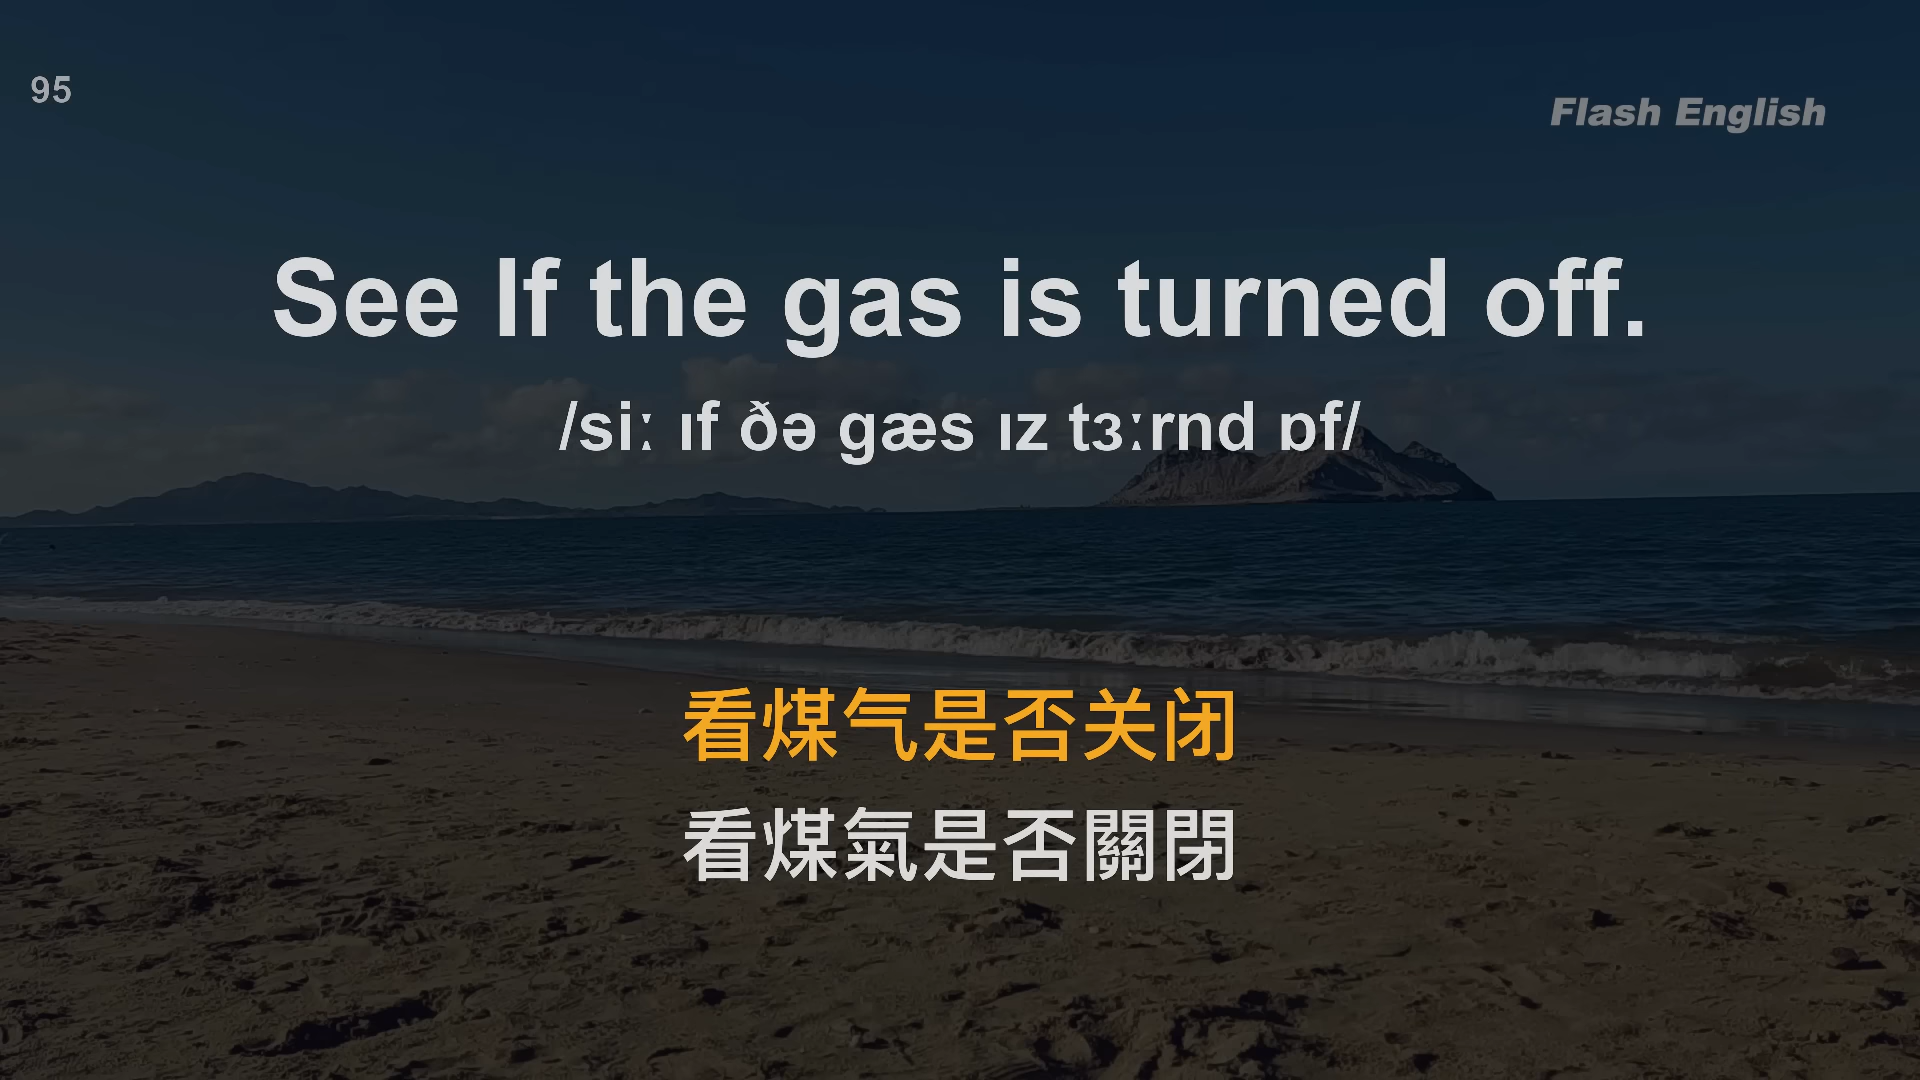 95
Flash English
See If the gas is turned off.
/siː ɪf ðə gæs ɪz tɜːrnd ɒf/
看煤气是否关闭
看煤氣是否關閉